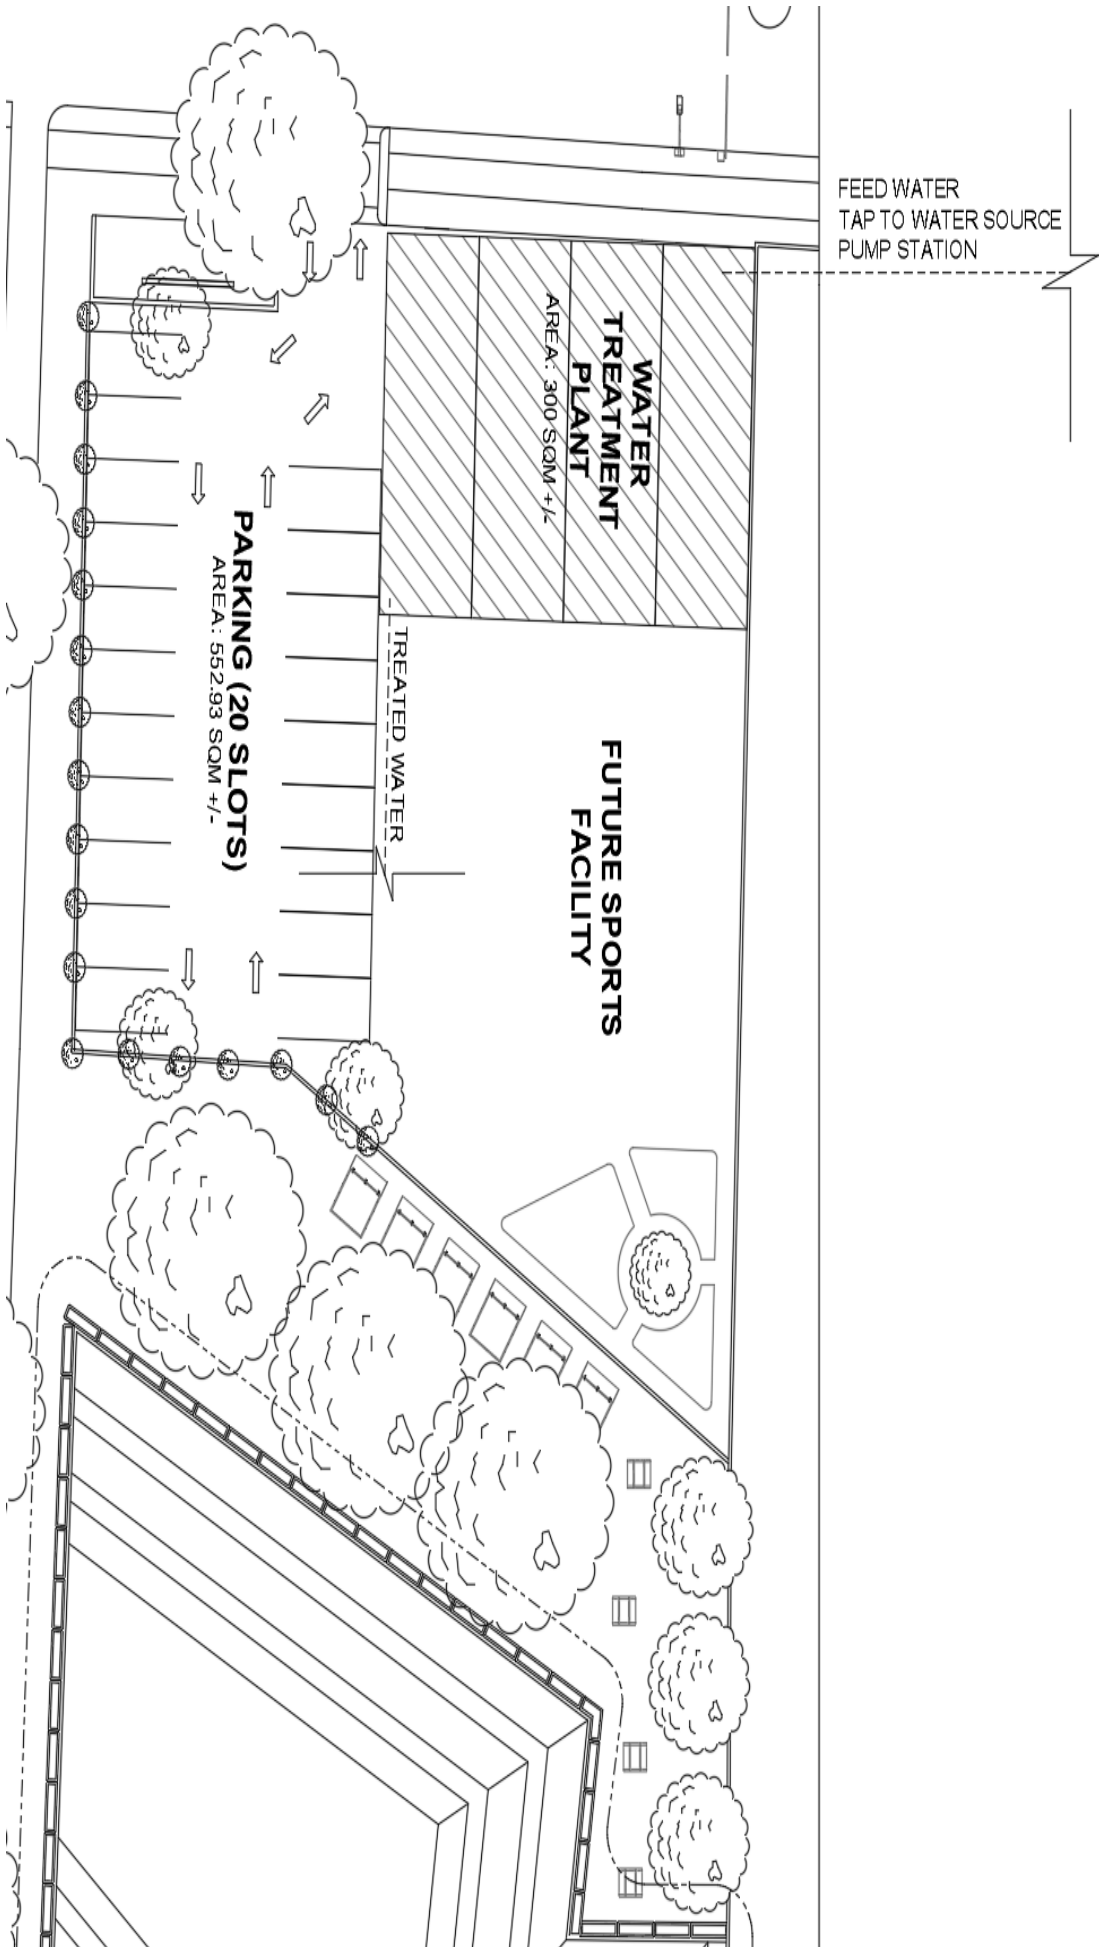 FEED WATER
TAP TO WATER SOURCE
PUMP STATION
WATER
TREATMENT
PLANT
AREA: 300 SQM +/-
PARKING (20 SLOTS)
AREA: 552.93 SQM +/-
TREATED WATER
FUTURE SPORTS
FACILITY